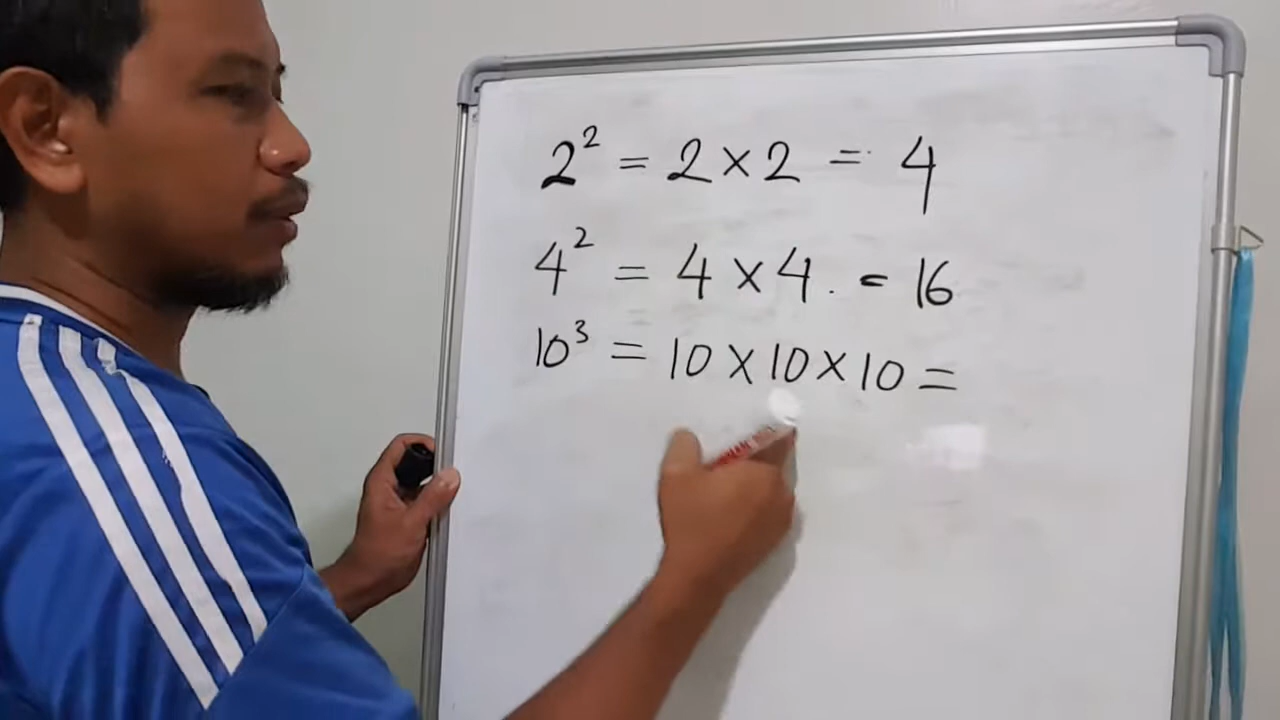 2² = 2 × 2 = 4
4² = 4 × 4 = 16
10³ = 10 × 10 × 10 =